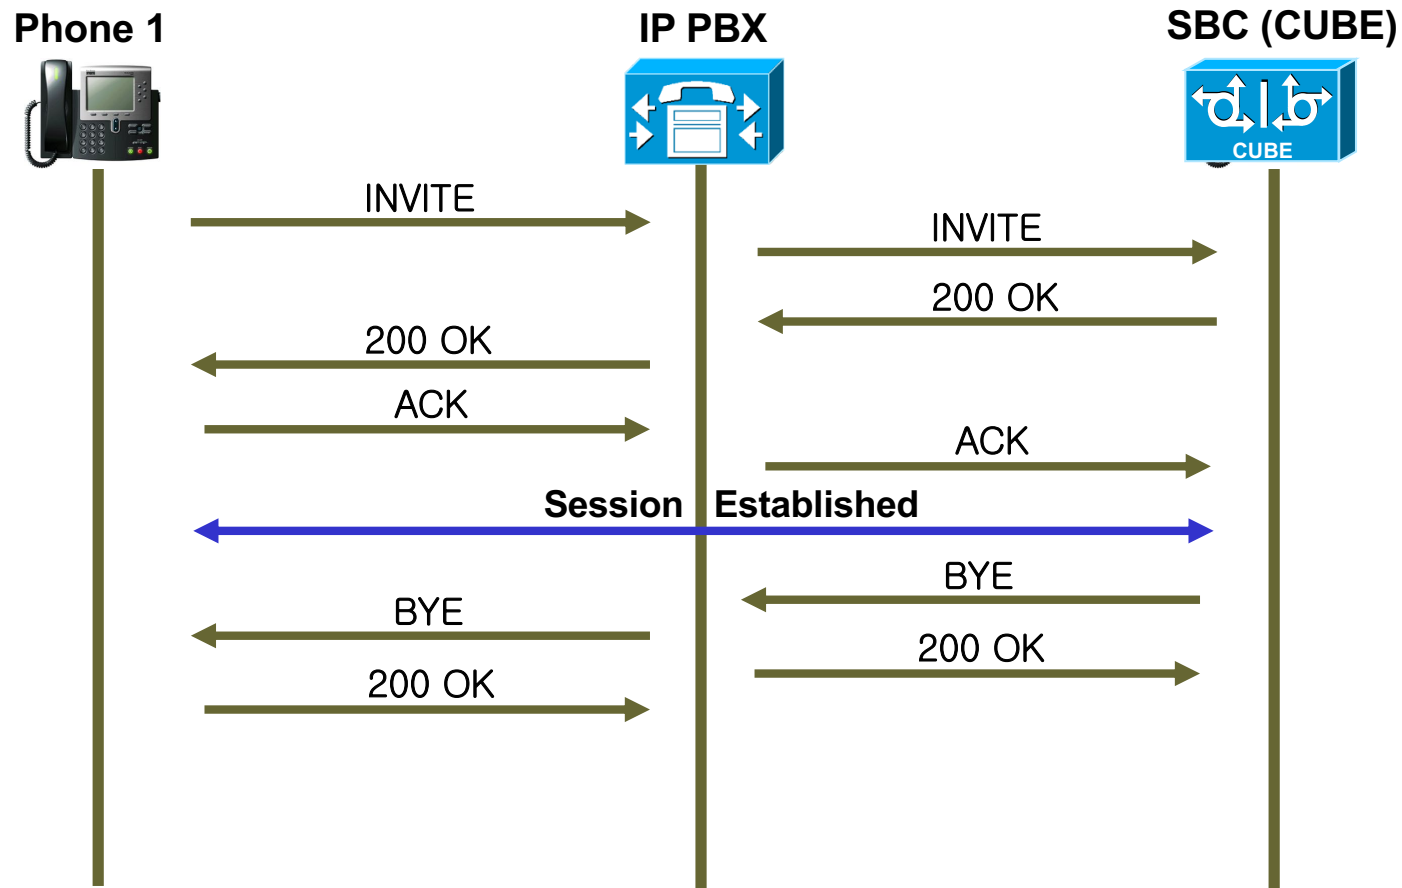 Phone 1
IP PBX
SBC (CUBE)
CUBE
INVITE
INVITE
200 OK
200 OK
ACK
ACK
Session Established
BYE
BYE
200 OK
200 OK